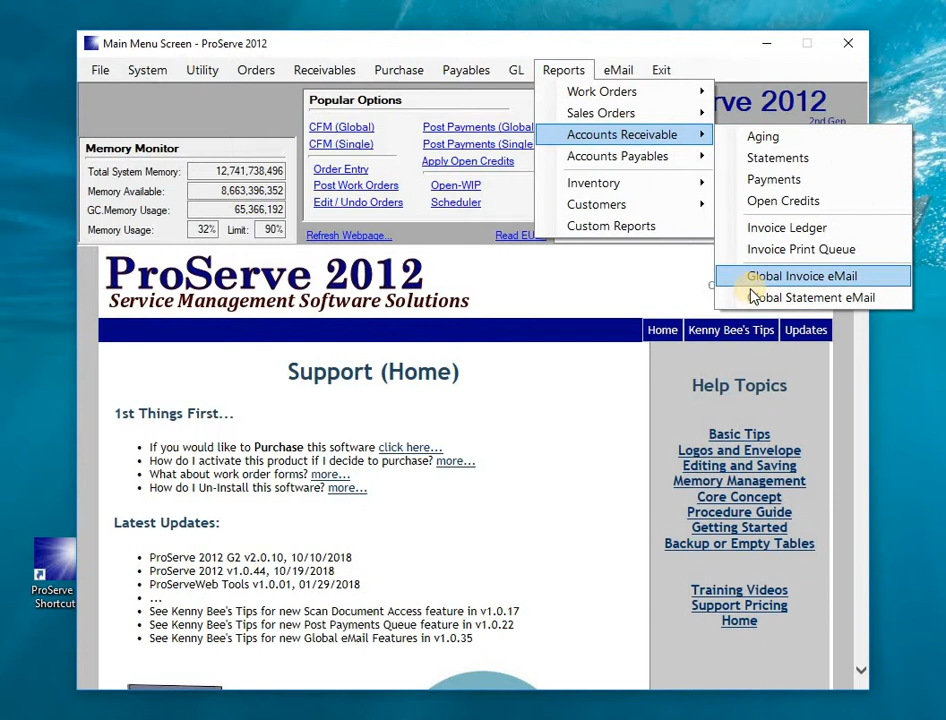 Main Menu Screen - ProServe 2012
File System Utility Orders Receivables Purchase Payables GL Reports eMail Exit
Memory Monitor
Total System Memory: 12,741,738,496
Memory Available: 8,663,396,352
GC.Memory Usage: 65,366,192
Memory Usage: 32% Limit: 90%
Popular Options
CFM (Global) Post Payments (Global
CFM (Single) Post Payments (Single
Order Entry Apply Open Credits
Post Work Orders Open-WIP
Edit / Undo Orders Scheduler
Refresh Webpage... Read EU
ve 2012
2nd Gen
Work Orders
Sales Orders
Accounts Receivable
Accounts Payables
Inventory
Customers
Custom Reports
Aging
Statements
Payments
Open Credits
Invoice Ledger
Invoice Print Queue
Global Invoice eMail
Global Statement eMail
ProServe 2012
Service Management Software Solutions
Home Kenny Bee's Tips Updates
Support (Home)
1st Things First...
If you would like to Purchase this software click here...
How do I activate this product if I decide to purchase? more...
What about work order forms? more...
How do I Un-Install this software? more...
Latest Updates:
ProServe 2012 G2 v2.0.10, 10/10/2018
ProServe 2012 v1.0.44, 10/19/2018
ProServeWeb Tools v1.0.01, 01/29/2018
...
See Kenny Bee's Tips for new Scan Document Access feature in v1.0.17
See Kenny Bee's Tips for new Post Payments Queue feature in v1.0.22
See Kenny Bee's Tips for new Global eMail Features in v1.0.35
Help Topics
Basic Tips
Logos and Envelope
Editing and Saving
Memory Management
Core Concept
Procedure Guide
Getting Started
Backup or Empty Tables
Training Videos
Support Pricing
Home
ProServe
Shortcut